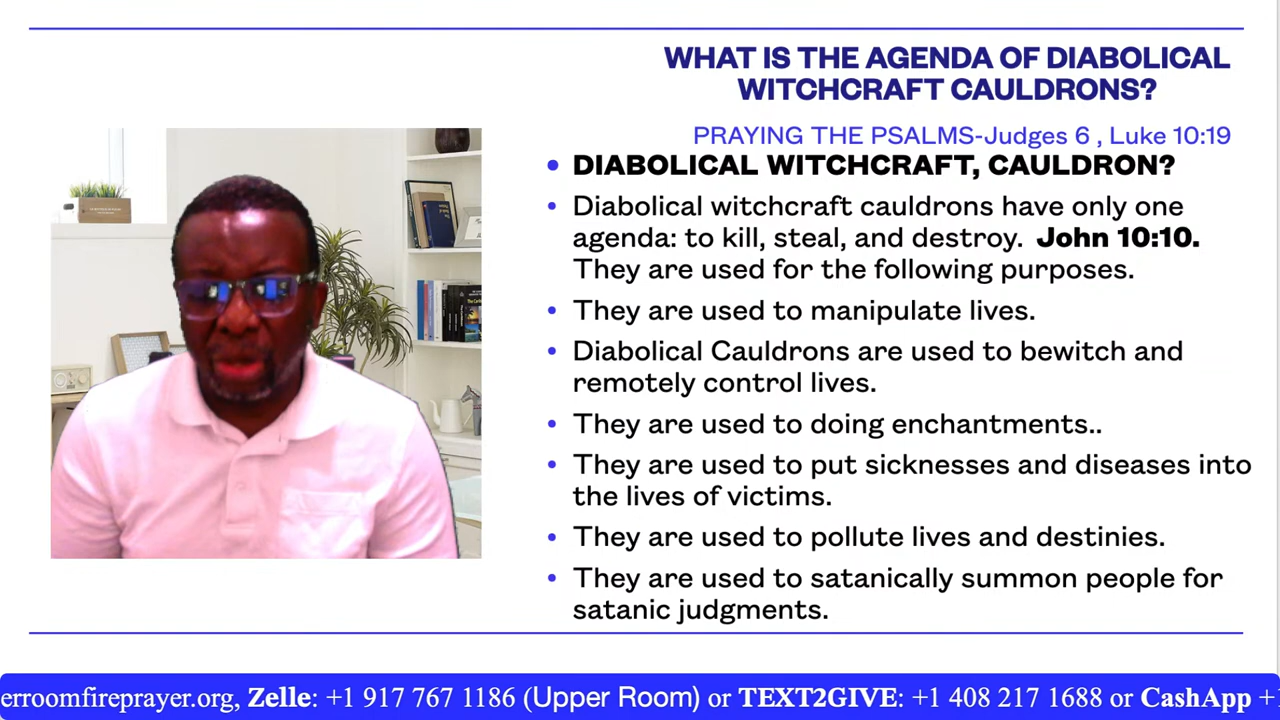 WHAT IS THE AGENDA OF DIABOLICAL
WITCHCRAFT CAULDRONS?
PRAYING THE PSALMS-Judges 6 , Luke 10:19
• DIABOLICAL WITCHCRAFT, CAULDRON?
• Diabolical witchcraft cauldrons have only one
agenda: to kill, steal, and destroy. John 10:10.
They are used for the following purposes.
• They are used to manipulate lives.
• Diabolical Cauldrons are used to bewitch and
remotely control lives.
• They are used to doing enchantments..
• They are used to put sicknesses and diseases into
the lives of victims.
• They are used to pollute lives and destinies.
• They are used to satanically summon people for
satanic judgments.
erroomfireprayer.org, Zelle: +1 917 767 1186 (Upper Room) or TEXT2GIVE: +1 408 217 1688 or CashApp +